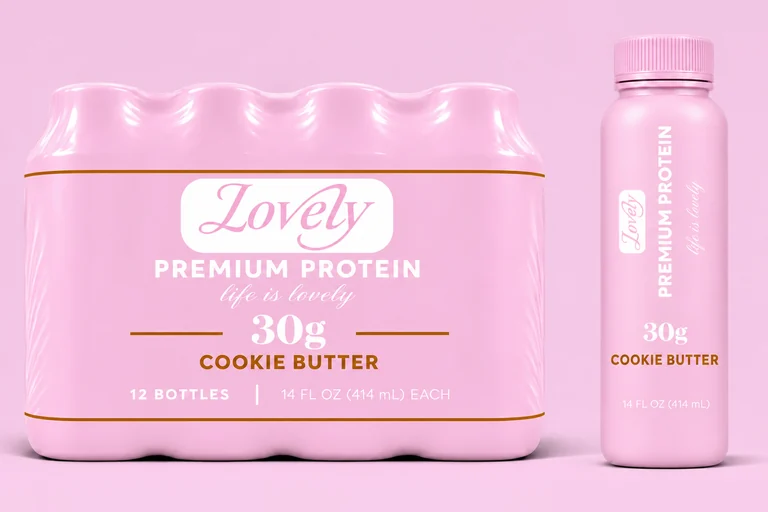 Lovely
PREMIUM PROTEIN
life is lovely
30g
COOKIE BUTTER
12 BOTTLES | 14 FL OZ (414 mL) EACH
Lovely
PREMIUM PROTEIN
life is lovely
30g
COOKIE BUTTER
14 FL OZ (414 mL)